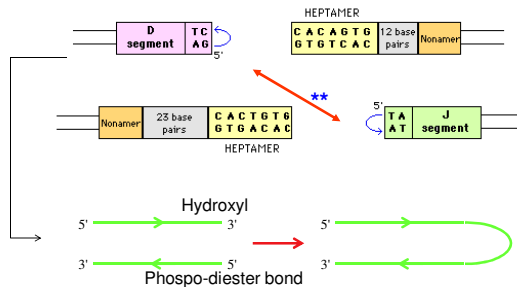 HEPTAMER
D
segment
TC
AG
5'
CACAGTG
GTGTCAC
12 base
pairs
Nonamer
**
Nonamer
23 base
pairs
CACTGTG
GTGACAC
HEPTAMER
5'
TA
AT
J
segment
Hydroxyl
5' 3' 5'
3' 5' 3'
Phospo-diester bond